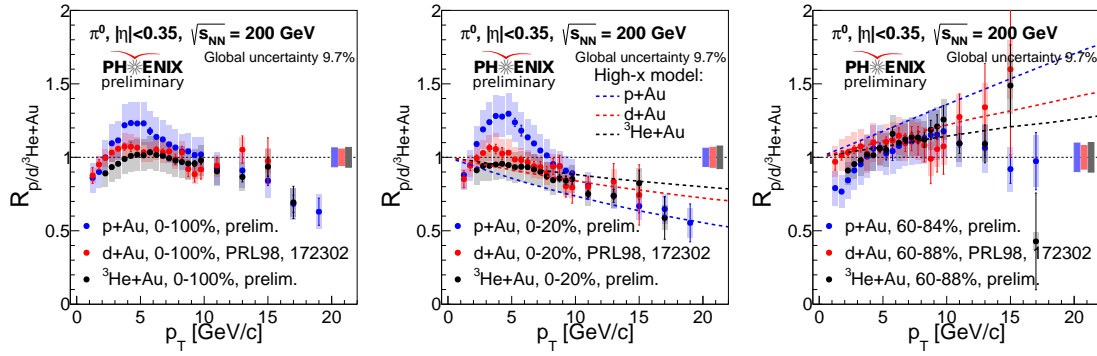 π⁰, |η|<0.35, √s_NN = 200 GeV
PHENIX
preliminary
Global uncertainty 9.7%
R_p/d/³He+Au
2
1.5
1
0.5
0
p+Au, 0-100%, prelim.
d+Au, 0-100%, PRL98, 172302
³He+Au, 0-100%, prelim.
0 5 10 15 20
p_T [GeV/c]
π⁰, |η|<0.35, √s_NN = 200 GeV
PHENIX
preliminary
Global uncertainty 9.7%
High-x model:
p+Au
d+Au
³He+Au
R_p/d/³He+Au
2
1.5
1
0.5
0
p+Au, 0-20%, prelim.
d+Au, 0-20%, PRL98, 172302
³He+Au, 0-20%, prelim.
0 5 10 15 20
p_T [GeV/c]
π⁰, |η|<0.35, √s_NN = 200 GeV
PHENIX
preliminary
Global uncertainty 9.7%
R_p/d/³He+Au
2
1.5
1
0.5
0
p+Au, 60-84%, prelim.
d+Au, 60-88%, PRL98, 172302
³He+Au, 60-88%, prelim.
0 5 10 15 20
p_T [GeV/c]